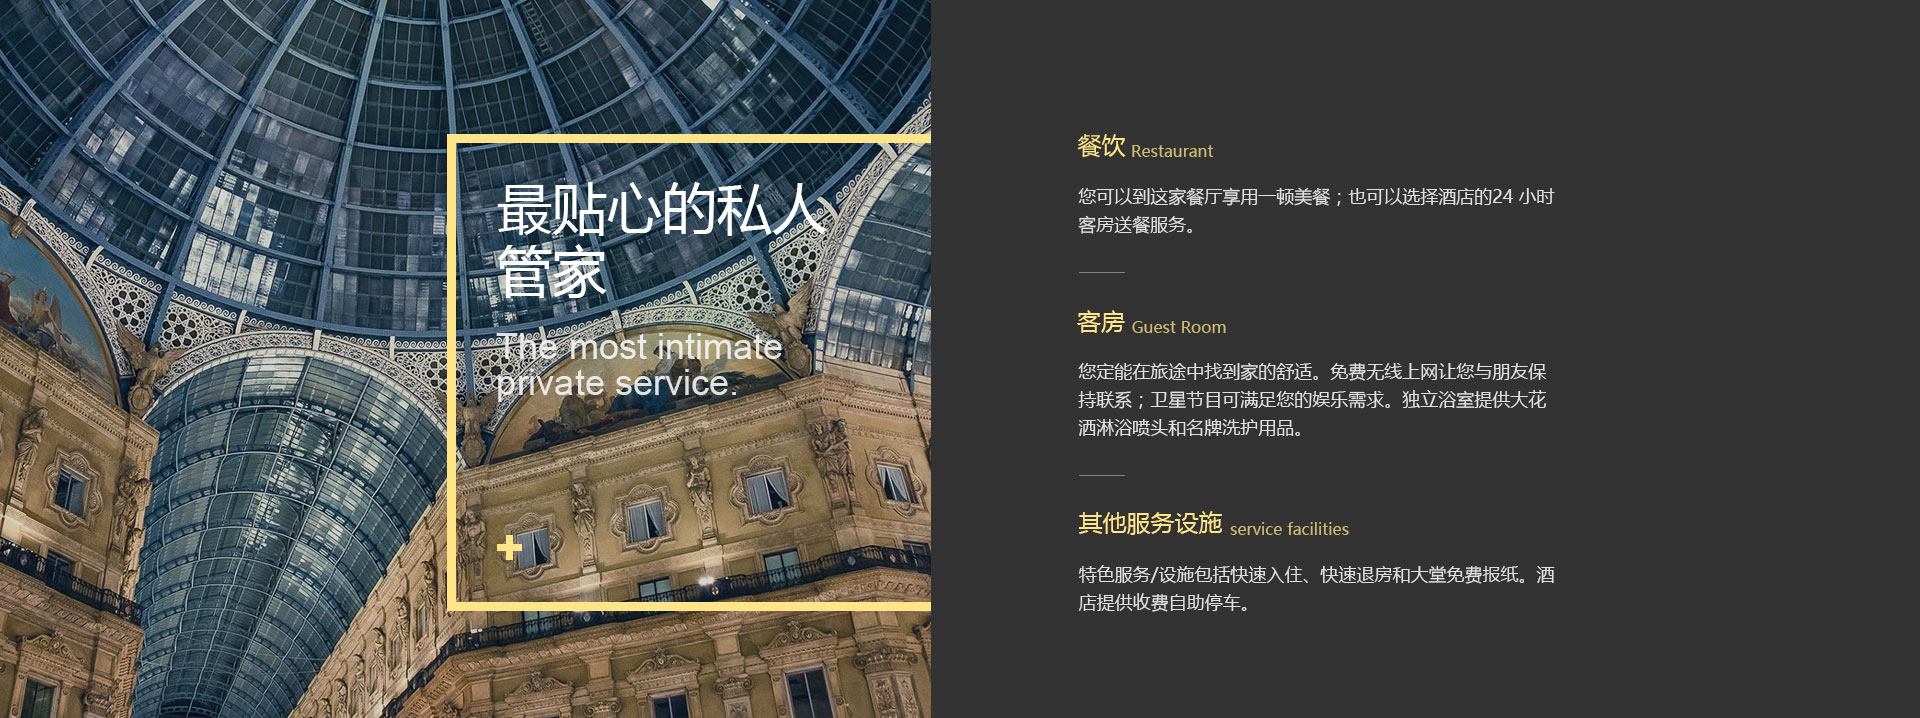 最贴心的私人
管家
The most intimate
private service.
餐饮 Restaurant
您可以到这家餐厅享用一顿美餐；也可以选择酒店的24 小时
客房送餐服务。
客房 Guest Room
您定能在旅途中找到家的舒适。免费无线上网让您与朋友保
持联系；卫星节目可满足您的娱乐需求。独立浴室提供大花
洒淋浴喷头和名牌洗护用品。
其他服务设施 service facilities
特色服务/设施包括快速入住、快速退房和大堂免费报纸。酒
店提供收费自助停车。